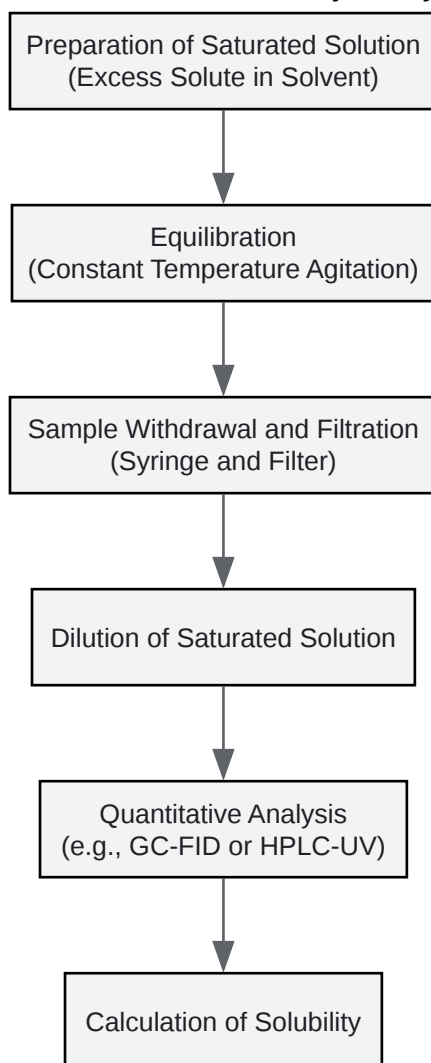 Preparation of Saturated Solution
(Excess Solute in Solvent)
Equilibration
(Constant Temperature Agitation)
Sample Withdrawal and Filtration
(Syringe and Filter)
Dilution of Saturated Solution
Quantitative Analysis
(e.g., GC-FID or HPLC-UV)
Calculation of Solubility